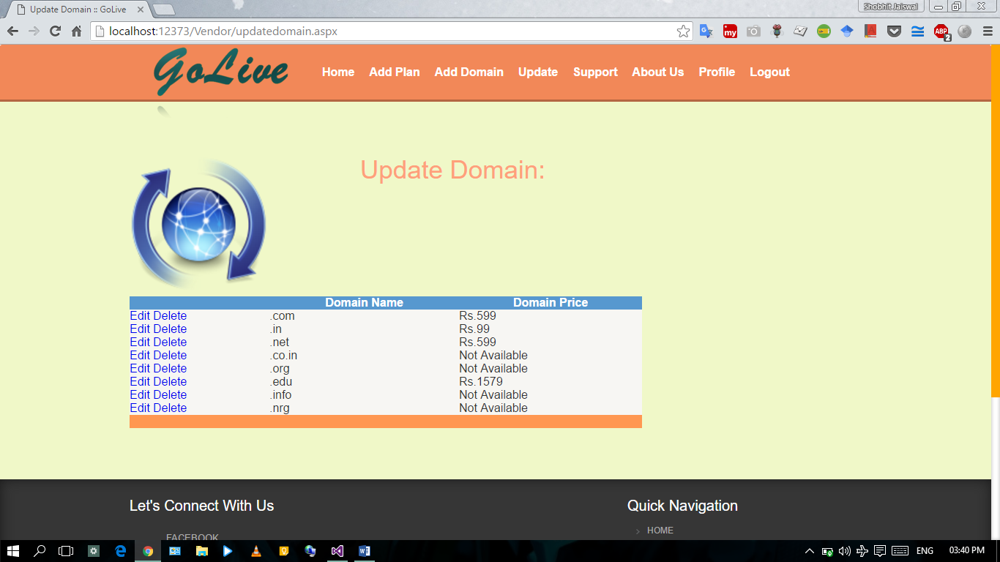 Update Domain :: GoLive
Shobhit Jaiswal
localhost:12373/Vendor/updatedomain.aspx
my
ABP
2
GoLive
Home Add Plan Add Domain Update Support About Us Profile Logout
Update Domain:
Domain Name Domain Price
Edit Delete .com Rs.599
Edit Delete .in Rs.99
Edit Delete .net Rs.599
Edit Delete .co.in Not Available
Edit Delete .org Not Available
Edit Delete .edu Rs.1579
Edit Delete .info Not Available
Edit Delete .nrg Not Available
Let's Connect With Us Quick Navigation
FACEBOOK
HOME
ENG 03:40 PM